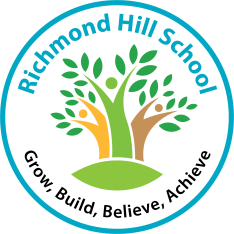 Richmond Hill School
Grow, Build, Believe, Achieve